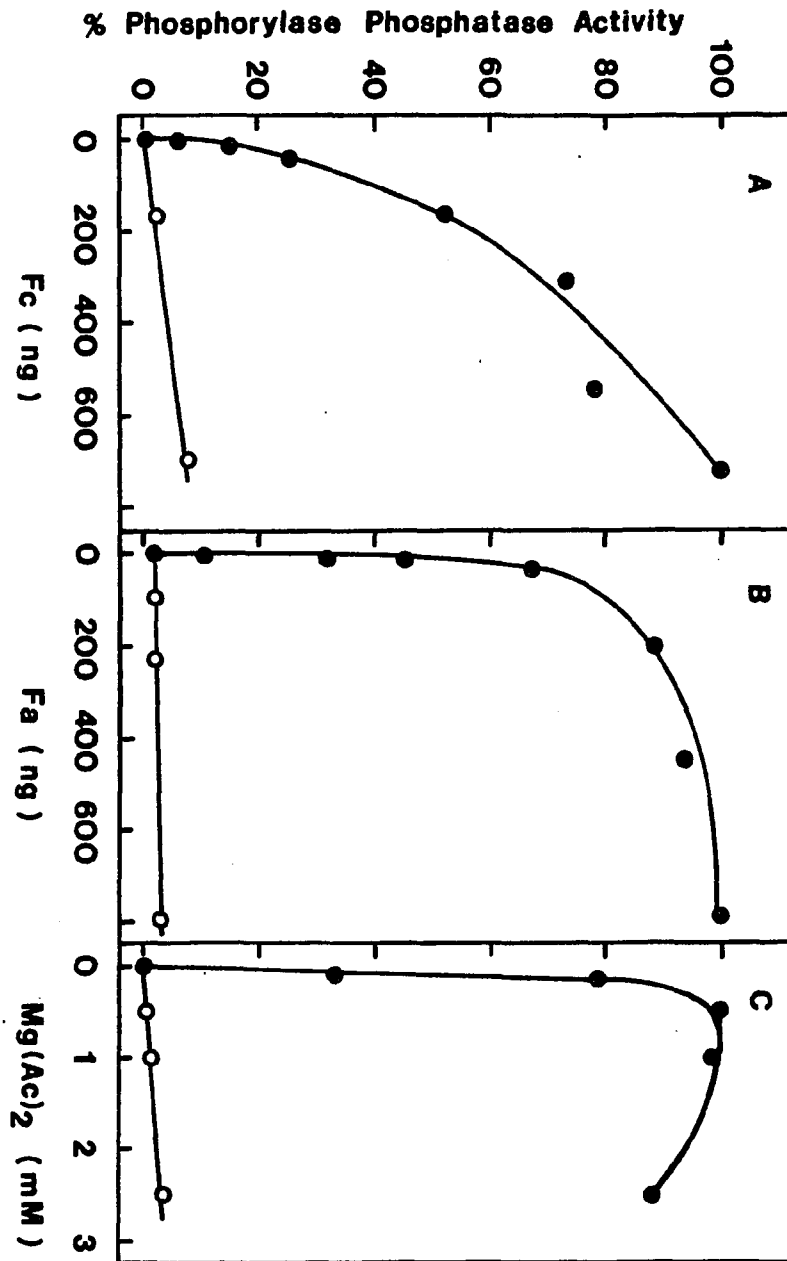 % Phosphorylase Phosphatase Activity
0 20 40 60 80 100
A
0 200 400 600
Fc ( ng )
B
0 200 400 600
Fa ( ng )
C
0 1 2 3
Mg(Ac)2 (mM)